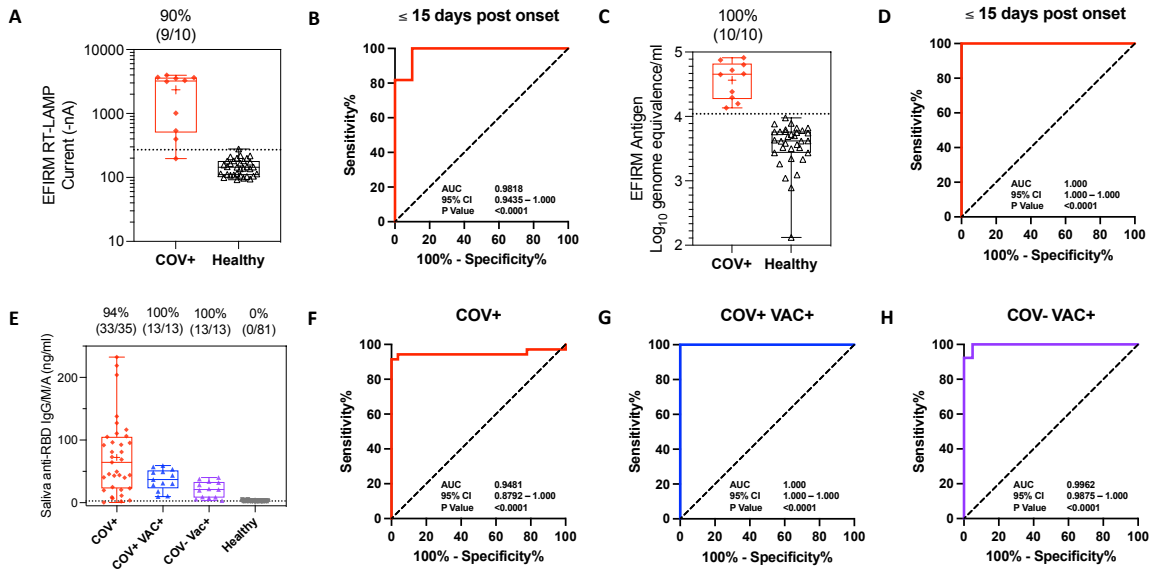 A
90%
(9/10)
EFIRM RT-LAMP
Current (-nA)
10000
1000
100
10
COV+
Healthy
B
≤ 15 days post onset
Sensitivity%
100
80
60
40
20
0
AUC 0.9818
95% CI 0.9435 – 1.000
P Value <0.0001
0 20 40 60 80 100
100% - Specificity%
C
100%
(10/10)
EFIRM Antigen
Log10 genome equivalence/ml
5
4
3
2
COV+
Healthy
D
≤ 15 days post onset
Sensitivity%
100
80
60
40
20
0
AUC 1.000
95% CI 1.000 – 1.000
P Value <0.0001
0 20 40 60 80 100
100% - Specificity%
E
94% 100% 100% 0%
(33/35) (13/13) (13/13) (0/81)
Saliva anti-RBD IgG/M/A (ng/ml)
200
100
0
COV+
COV+ VAC+
COV- Vac+
Healthy
F
COV+
Sensitivity%
100
80
60
40
20
0
AUC 0.9481
95% CI 0.8792 – 1.000
P Value <0.0001
0 20 40 60 80 100
100% - Specificity%
G
COV+ VAC+
Sensitivity%
100
80
60
40
20
0
AUC 1.000
95% CI 1.000 – 1.000
P Value <0.0001
0 20 40 60 80 100
100% - Specificity%
H
COV- VAC+
Sensitivity%
100
80
60
40
20
0
AUC 0.9962
95% CI 0.9875 – 1.000
P Value <0.0001
0 20 40 60 80 100
100% - Specificity%